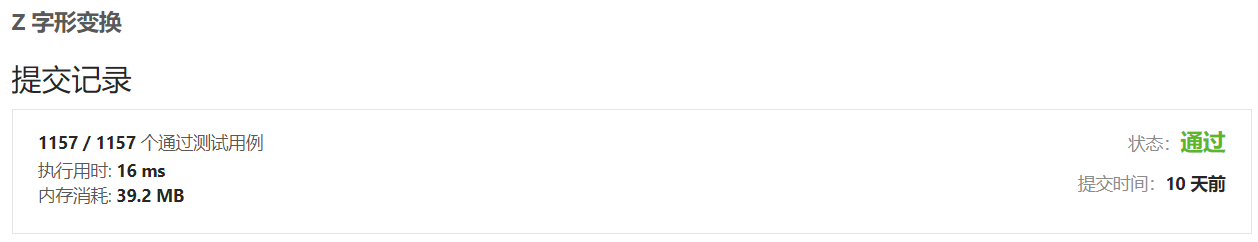 Z 字形变换
提交记录
1157 / 1157 个通过测试用例
状态：通过
执行用时: 16 ms
提交时间：10 天前
内存消耗: 39.2 MB